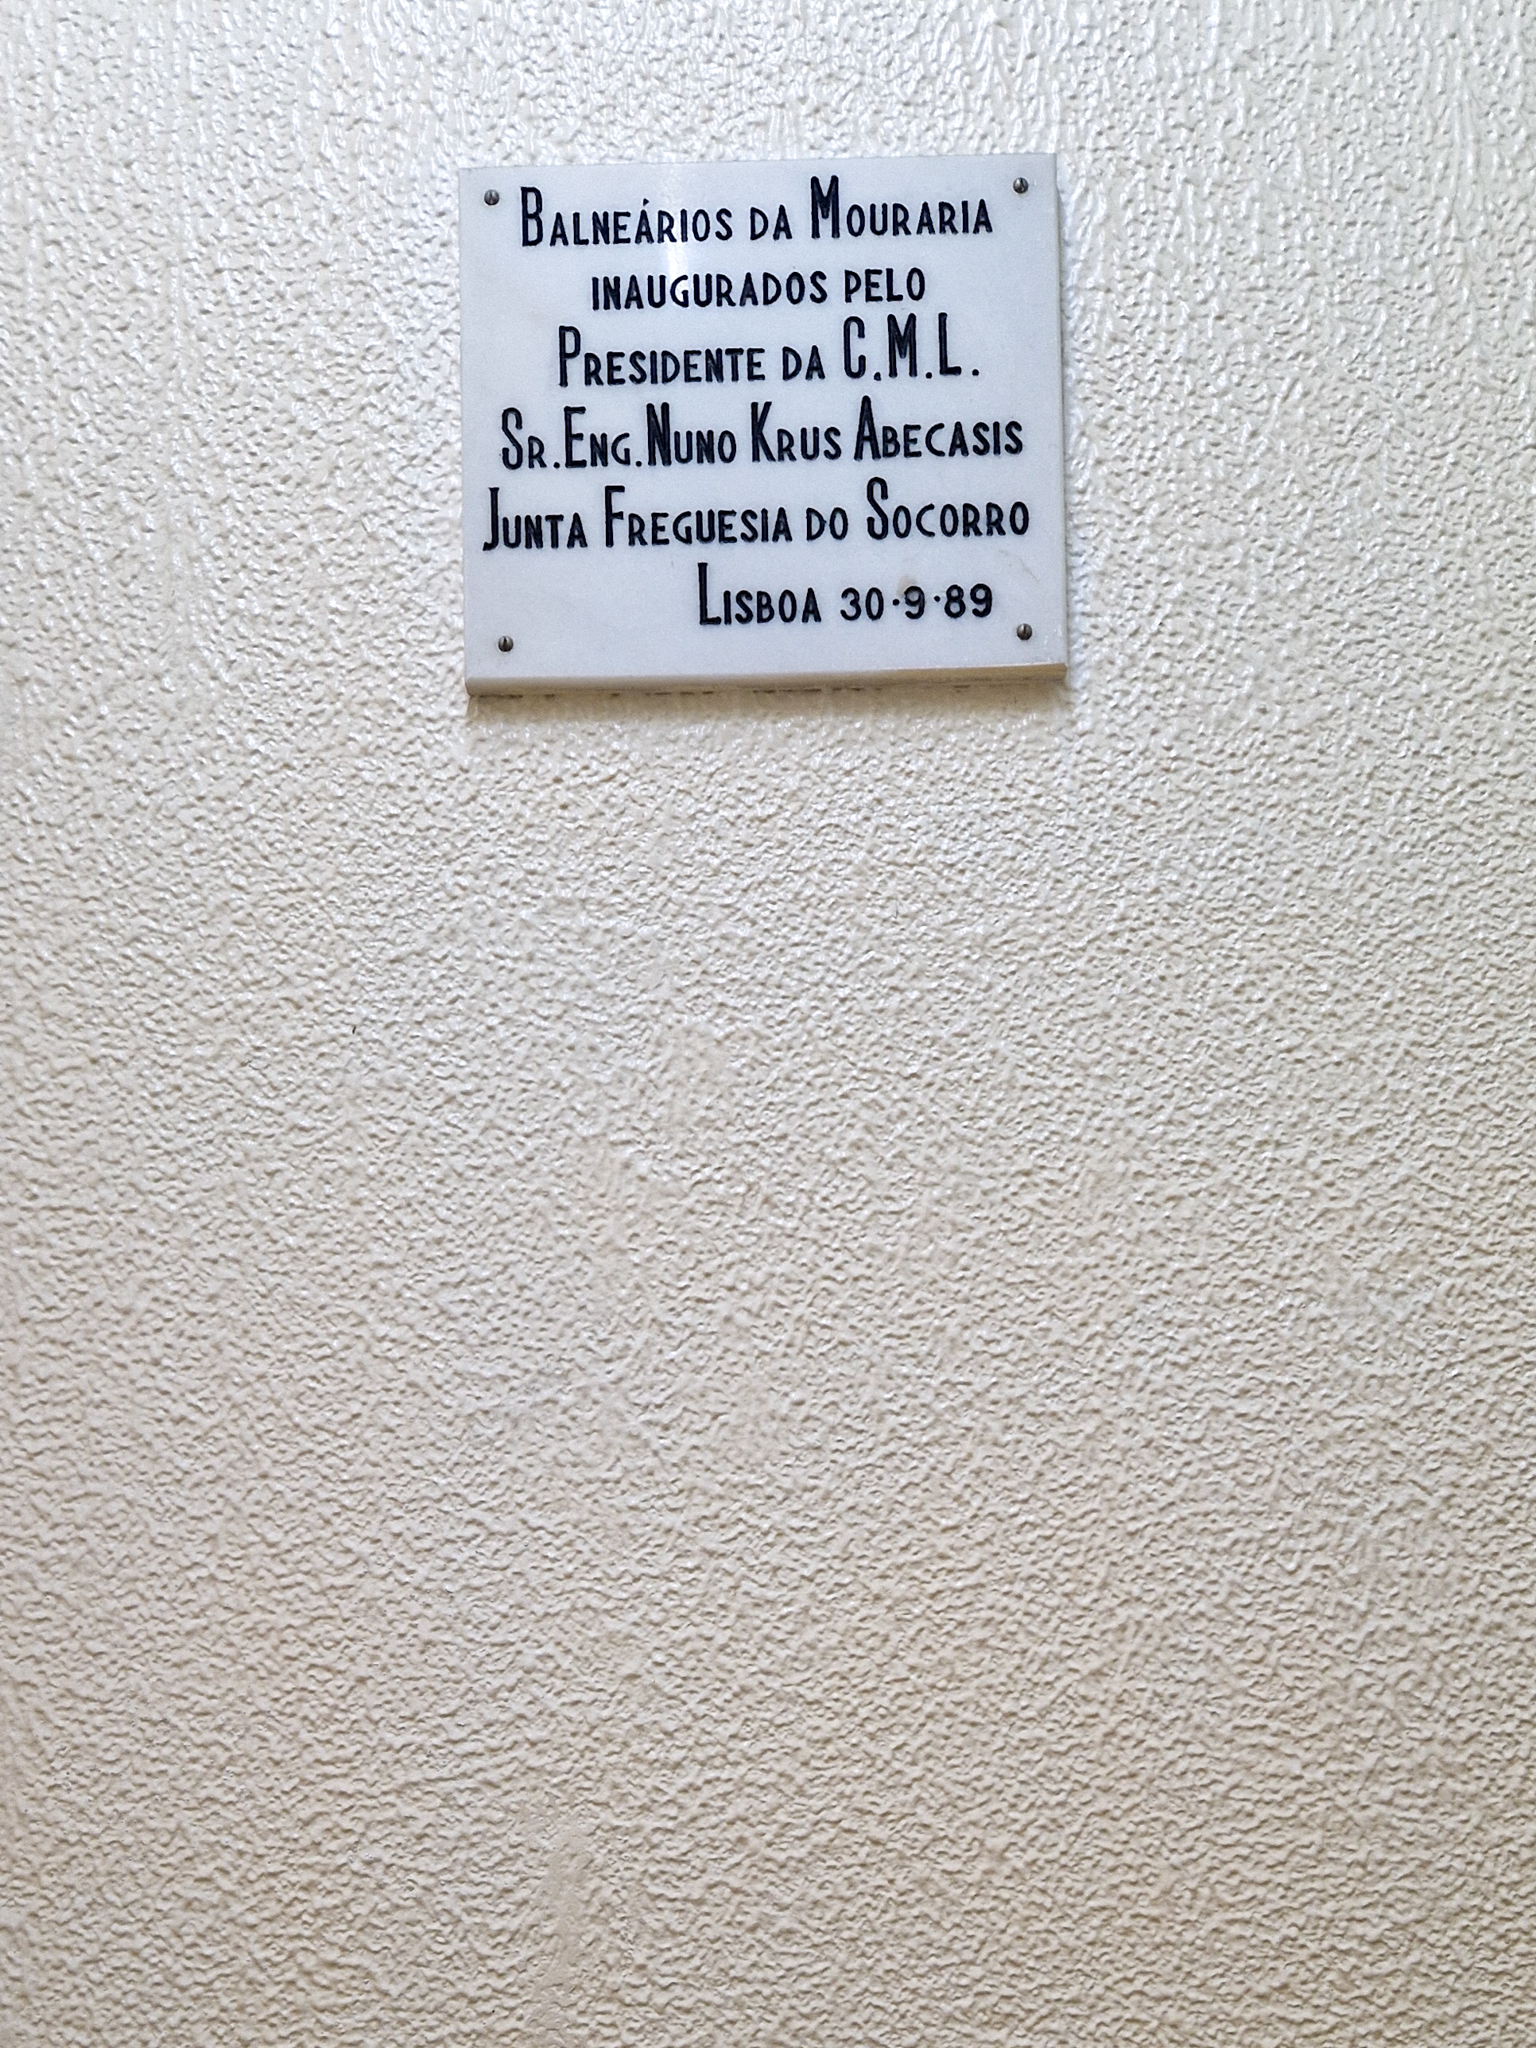 Balneários da Mouraria
inaugurados pelo
Presidente da C.M.L.
Sr. Eng. Nuno Krus Abecasis
Junta Freguesia do Socorro
Lisboa 30·9·89